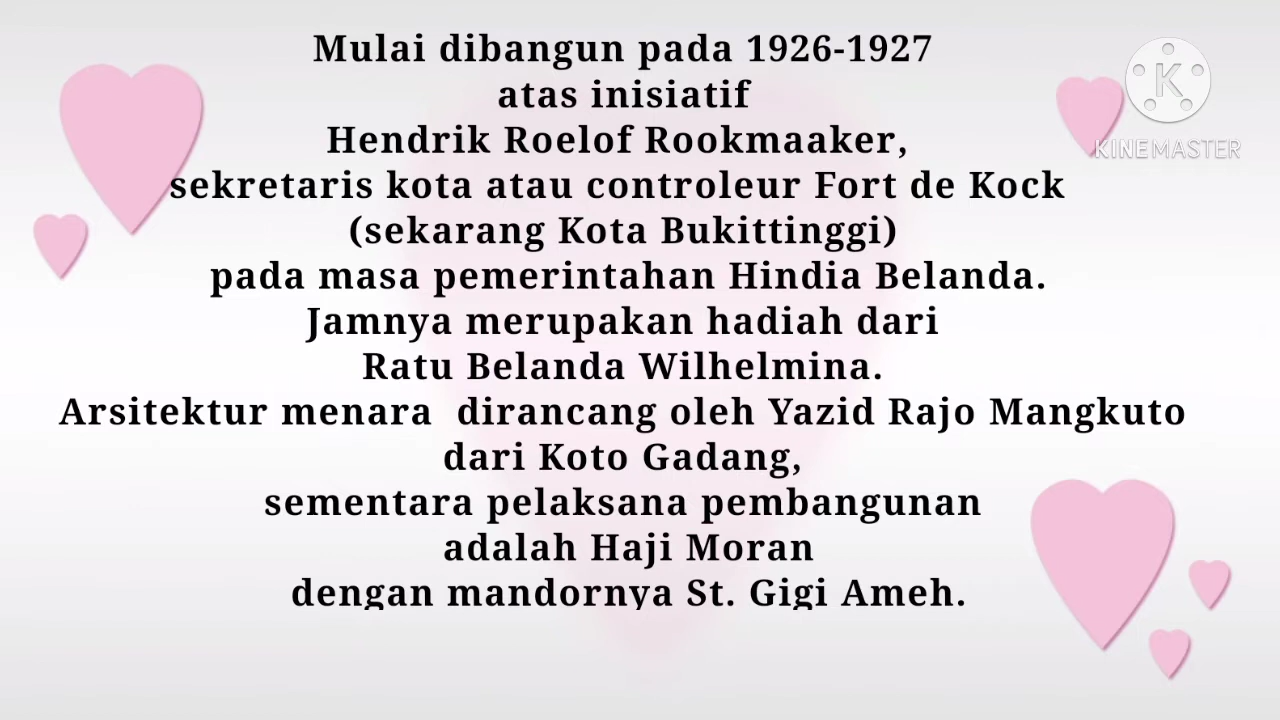 Mulai dibangun pada 1926-1927
atas inisiatif
Hendrik Roelof Rookmaaker,
sekretaris kota atau controleur Fort de Kock
(sekarang Kota Bukittinggi)
pada masa pemerintahan Hindia Belanda.
Jamnya merupakan hadiah dari
Ratu Belanda Wilhelmina.
Arsitektur menara  dirancang oleh Yazid Rajo Mangkuto
dari Koto Gadang,
sementara pelaksana pembangunan
adalah Haji Moran
dengan mandornya St. Gigi Ameh.
K
KINEMASTER